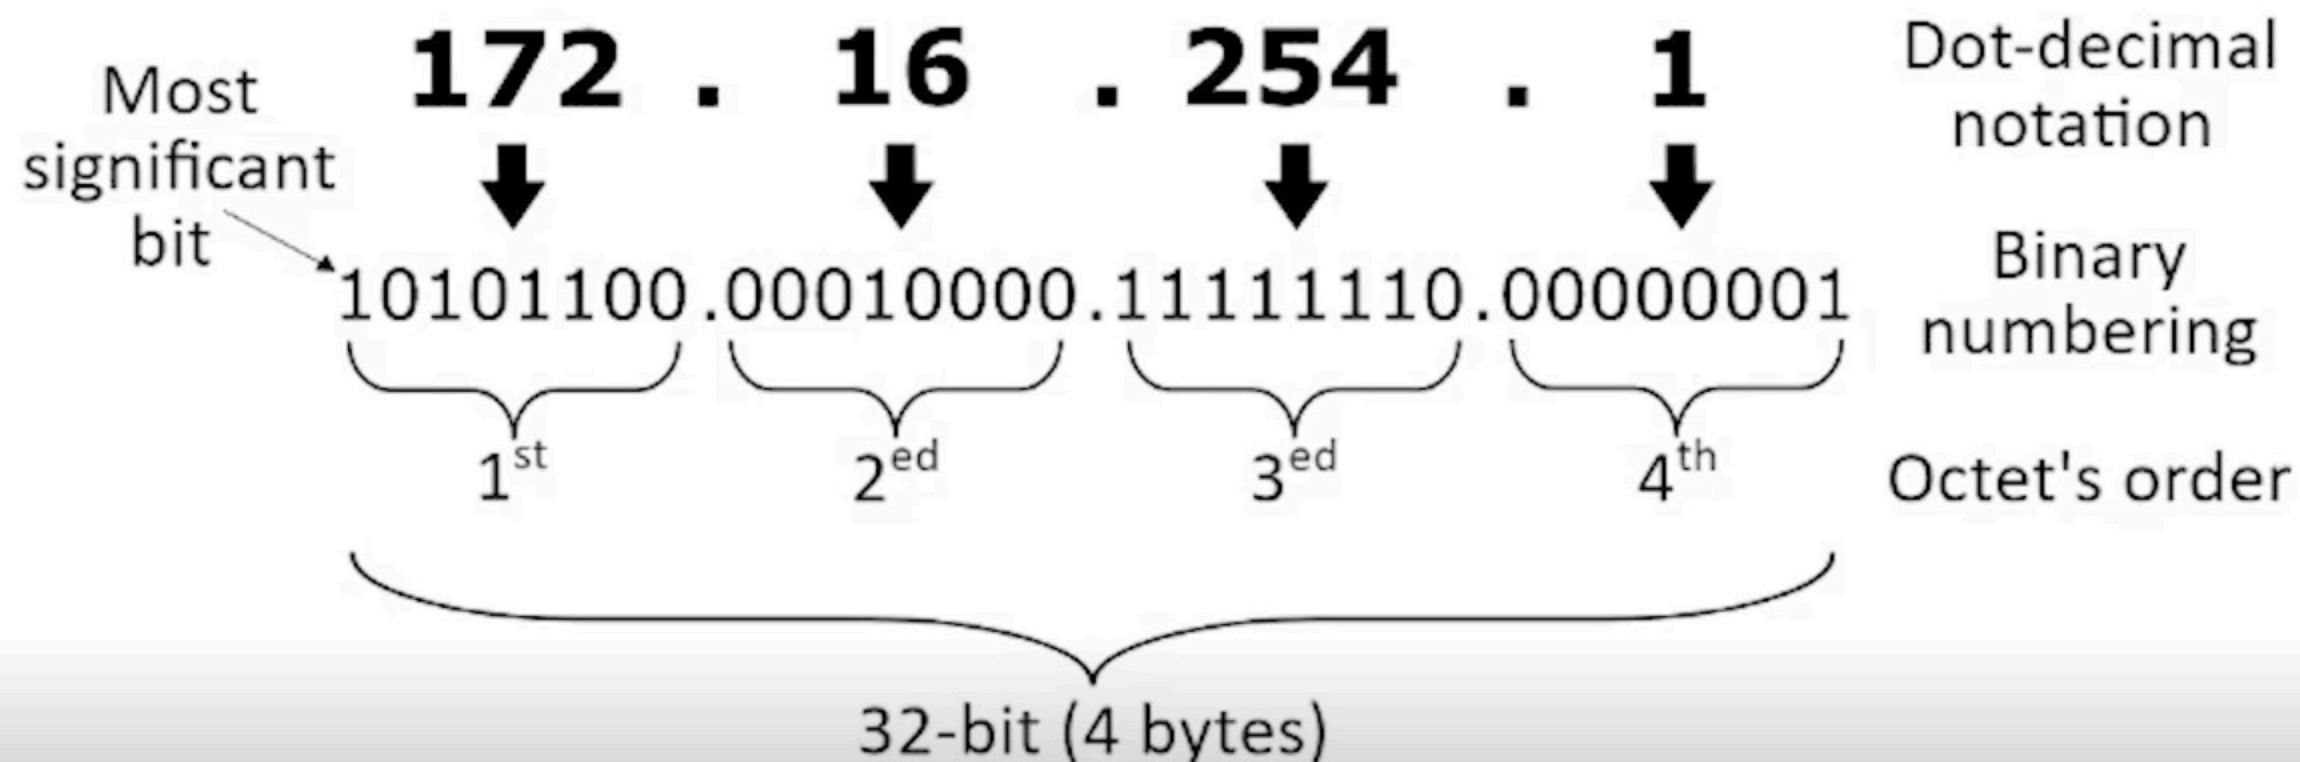 172 . 16 . 254 . 1
Dot-decimal
notation
Most
significant
bit
10101100.00010000.11111110.00000001
Binary
numbering
1st 2ed 3ed 4th
Octet's order
32-bit (4 bytes)